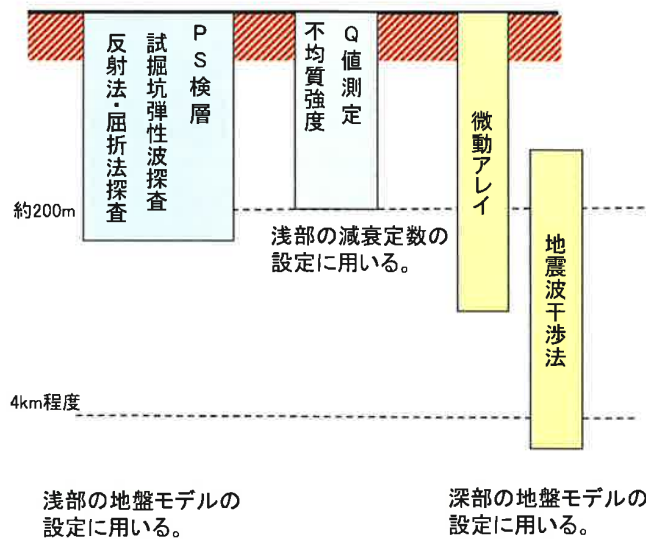 PS検層
試掘坑弾性波探査
反射法・屈折法探査
Q値測定
不均質強度
微動アレイ
地震波干渉法
約200m
浅部の減衰定数の
設定に用いる。
4km程度
浅部の地盤モデルの
設定に用いる。
深部の地盤モデルの
設定に用いる。